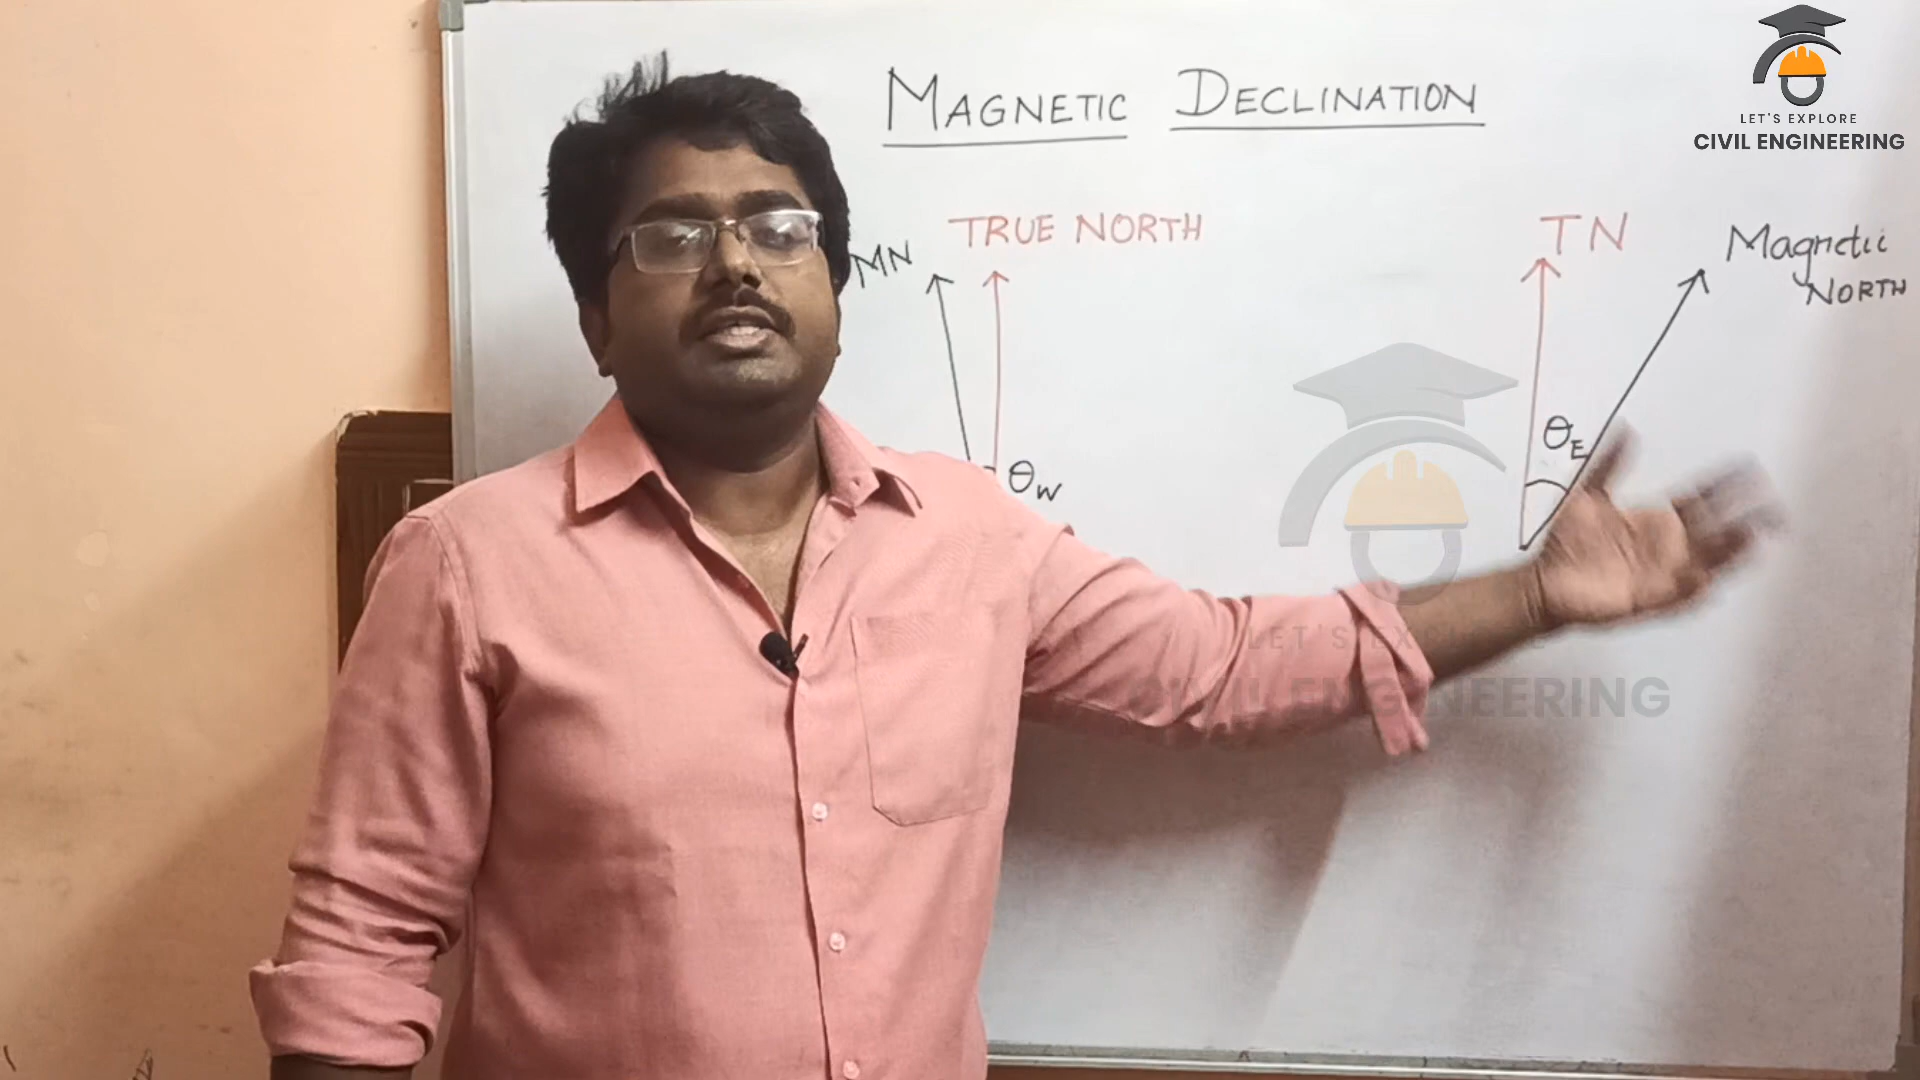 MAGNETIC DECLINATION
LET'S EXPLORE
CIVIL ENGINEERING
TRUE NORTH
MN
θW
TN
Magnetic
NORTH
θE
LET'S EXPLORE
CIVIL ENGINEERING